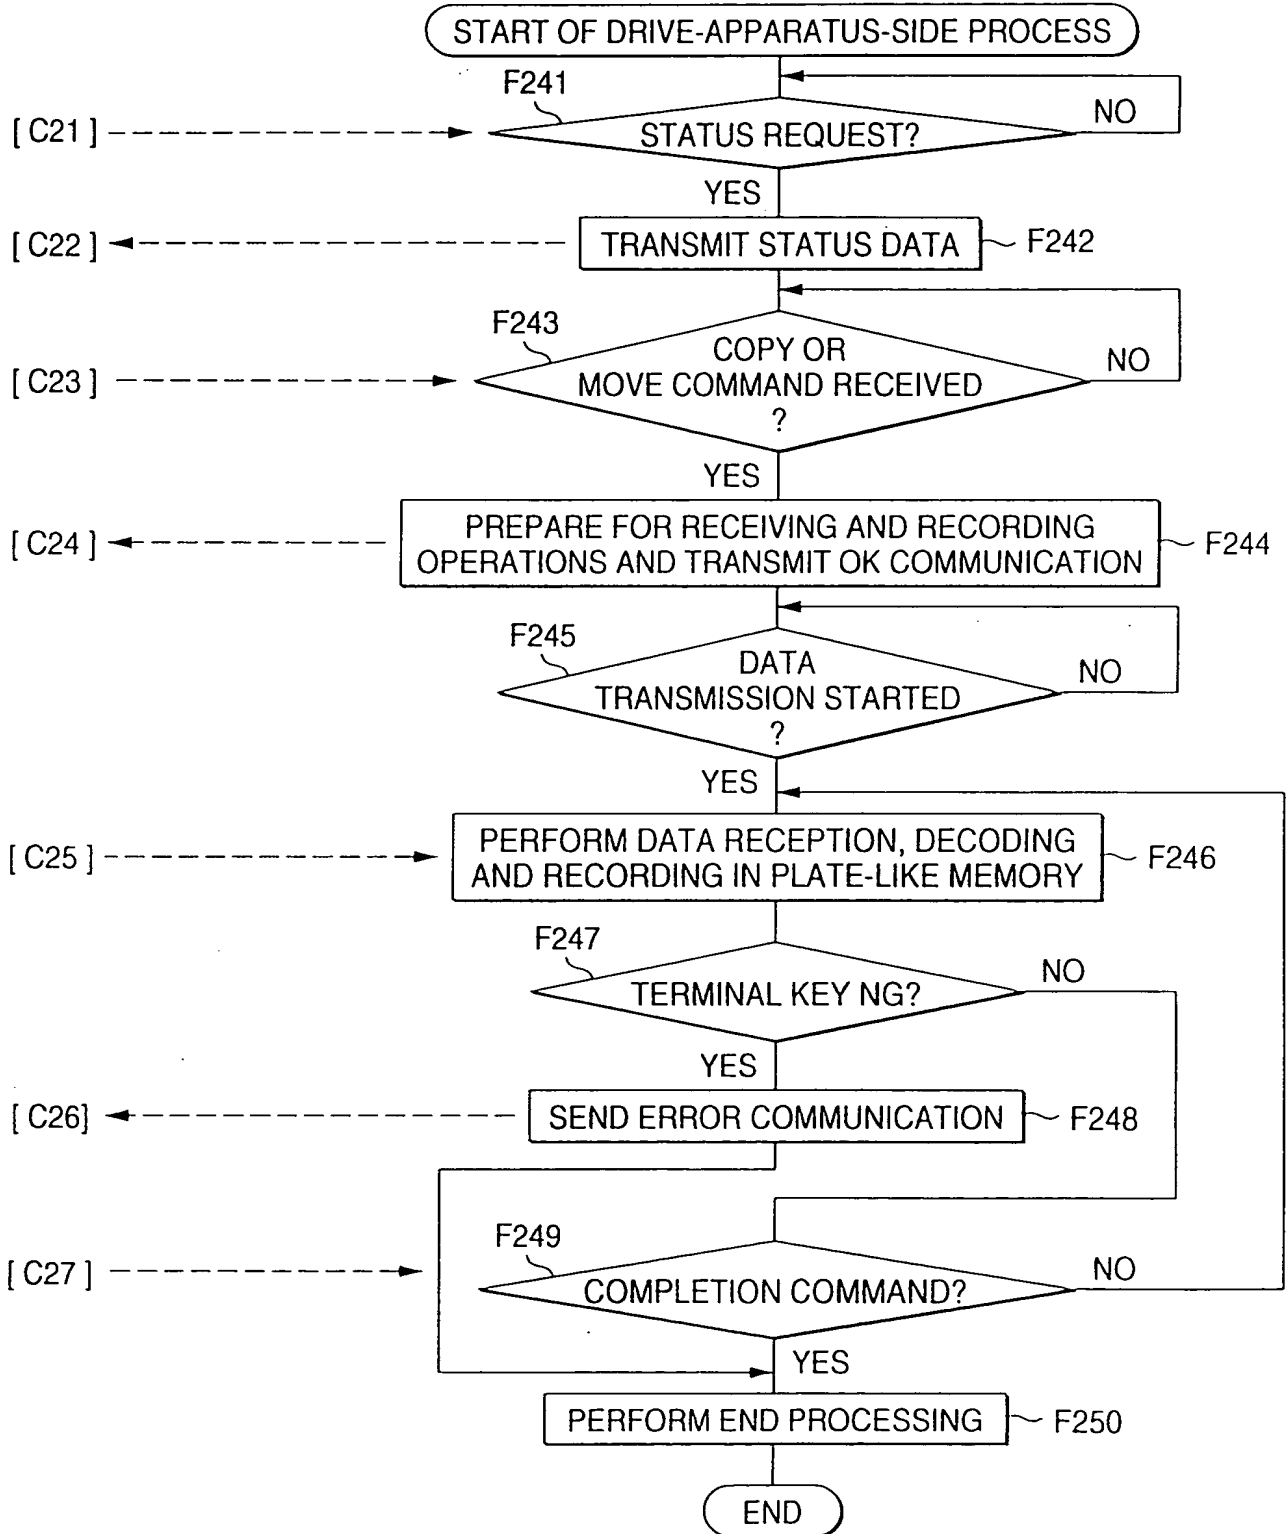 START OF DRIVE-APPARATUS-SIDE PROCESS
F241
NO
[ C21 ]
STATUS REQUEST?
YES
[ C22 ]
TRANSMIT STATUS DATA
F242
F243
COPY OR
NO
[ C23 ]
MOVE COMMAND RECEIVED
?
YES
[ C24 ]
PREPARE FOR RECEIVING AND RECORDING
OPERATIONS AND TRANSMIT OK COMMUNICATION
F244
F245
DATA
NO
TRANSMISSION STARTED
?
YES
[ C25 ]
PERFORM DATA RECEPTION, DECODING
AND RECORDING IN PLATE-LIKE MEMORY
F246
F247
NO
TERMINAL KEY NG?
YES
[ C26]
SEND ERROR COMMUNICATION
F248
F249
[ C27 ]
NO
COMPLETION COMMAND?
YES
PERFORM END PROCESSING
F250
END